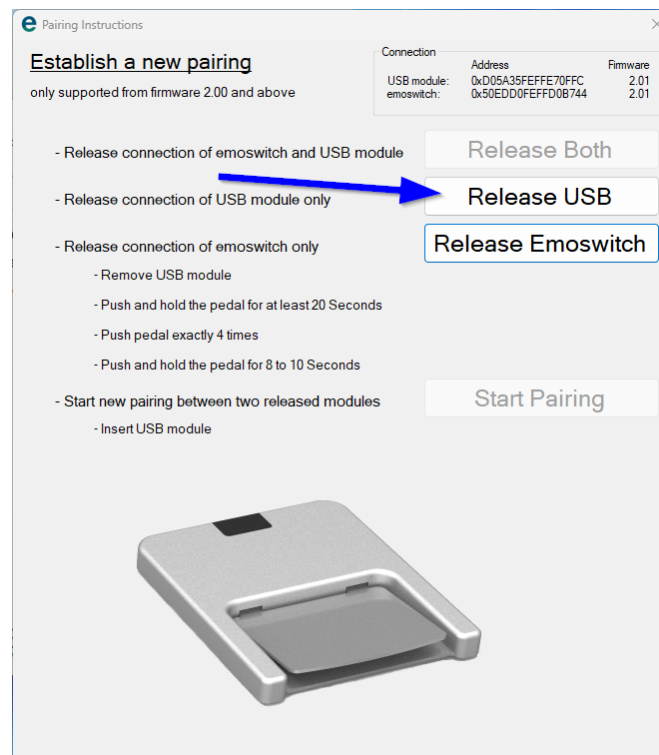 Pairing Instructions
Establish a new pairing
only supported from firmware 2.00 and above
Connection
Address Firmware
USB module: 0xD05A35FEFFE70FFC 2.01
emoswitch: 0x50EDD0FEFFD0B744 2.01
- Release connection of emoswitch and USB module Release Both
- Release connection of USB module only Release USB
- Release connection of emoswitch only Release Emoswitch
- Remove USB module
- Push and hold the pedal for at least 20 Seconds
- Push pedal exactly 4 times
- Push and hold the pedal for 8 to 10 Seconds
- Start new pairing between two released modules Start Pairing
- Insert USB module